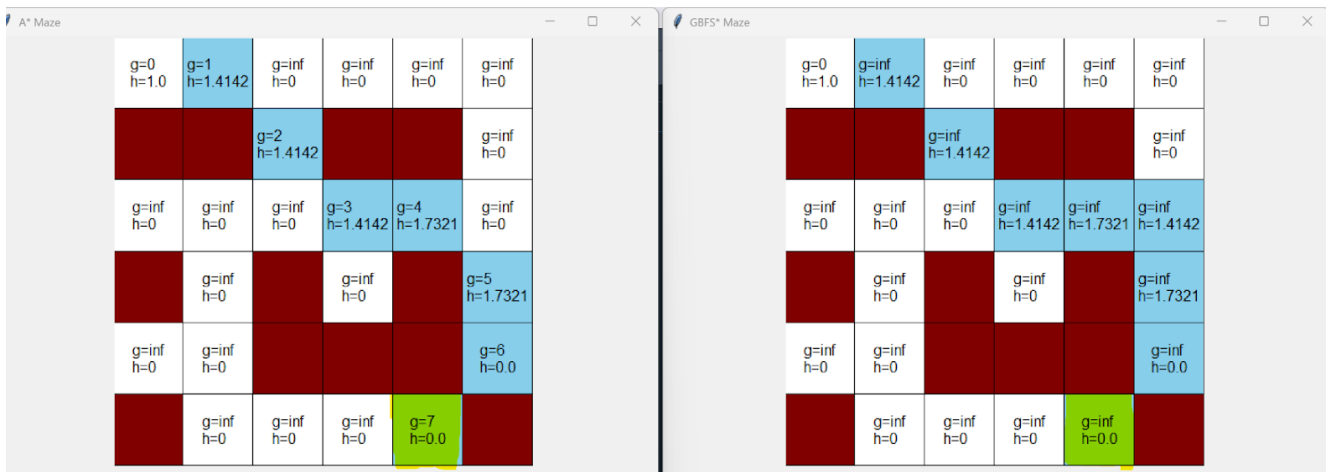 A* Maze
g=0
h=1.0
g=1
h=1.4142
g=inf
h=0
g=inf
h=0
g=inf
h=0
g=inf
h=0
g=2
h=1.4142
g=inf
h=0
g=inf
h=0
g=inf
h=0
g=inf
h=0
g=3
h=1.4142
g=4
h=1.7321
g=inf
h=0
g=inf
h=0
g=inf
h=0
g=5
h=1.7321
g=inf
h=0
g=inf
h=0
g=6
h=0.0
g=inf
h=0
g=inf
h=0
g=inf
h=0
g=7
h=0.0
GBFS* Maze
g=0
h=1.0
g=inf
h=1.4142
g=inf
h=0
g=inf
h=0
g=inf
h=0
g=inf
h=0
g=inf
h=1.4142
g=inf
h=0
g=inf
h=0
g=inf
h=0
g=inf
h=0
g=inf
h=1.4142
g=inf
h=1.7321
g=inf
h=1.4142
g=inf
h=0
g=inf
h=0
g=inf
h=1.7321
g=inf
h=0
g=inf
h=0
g=inf
h=0.0
g=inf
h=0
g=inf
h=0
g=inf
h=0
g=inf
h=0.0